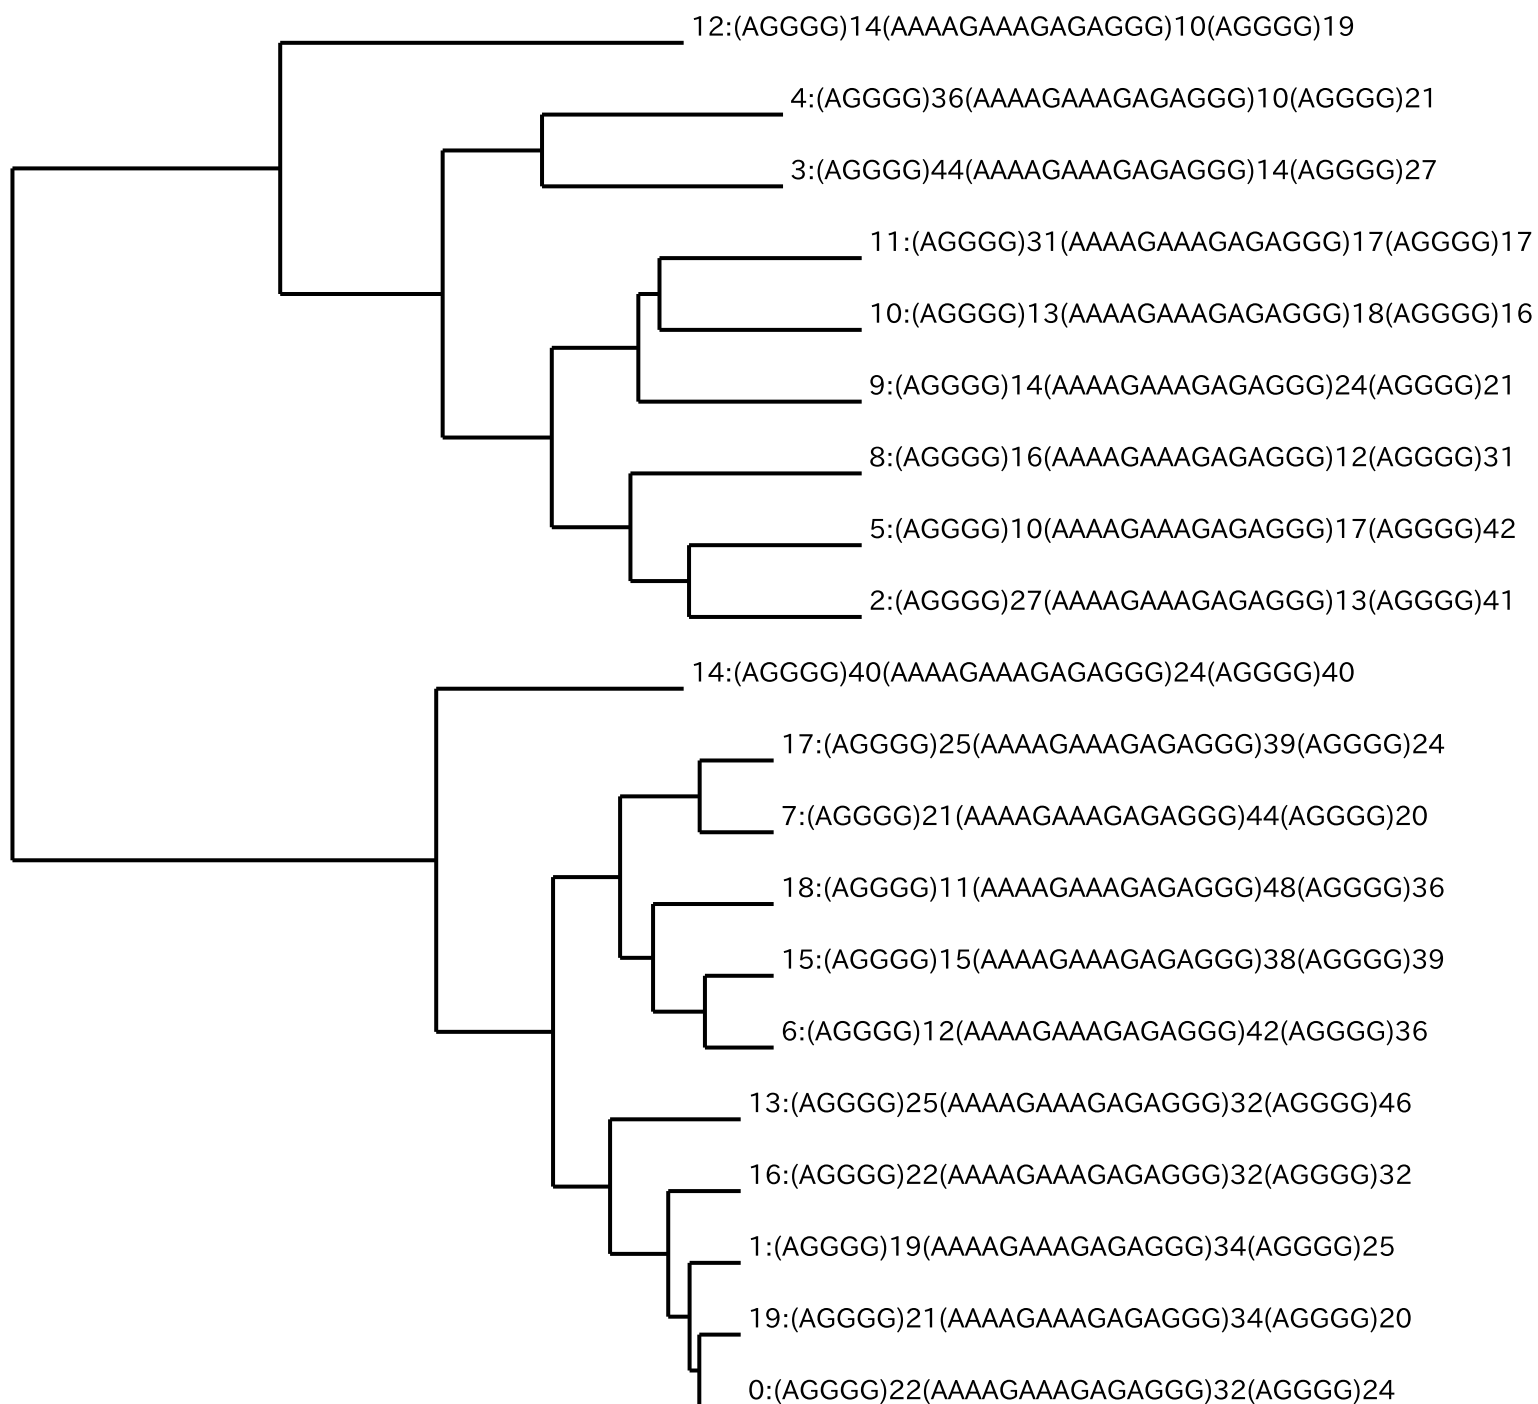 12:(AGGGG)14(AAAAGAAAGAGAGGG)10(AGGGG)19
4:(AGGGG)36(AAAAGAAAGAGAGGG)10(AGGGG)21
3:(AGGGG)44(AAAAGAAAGAGAGGG)14(AGGGG)27
11:(AGGGG)31(AAAAGAAAGAGAGGG)17(AGGGG)17
10:(AGGGG)13(AAAAGAAAGAGAGGG)18(AGGGG)16
9:(AGGGG)14(AAAAGAAAGAGAGGG)24(AGGGG)21
8:(AGGGG)16(AAAAGAAAGAGAGGG)12(AGGGG)31
5:(AGGGG)10(AAAAGAAAGAGAGGG)17(AGGGG)42
2:(AGGGG)27(AAAAGAAAGAGAGGG)13(AGGGG)41
14:(AGGGG)40(AAAAGAAAGAGAGGG)24(AGGGG)40
17:(AGGGG)25(AAAAGAAAGAGAGGG)39(AGGGG)24
7:(AGGGG)21(AAAAGAAAGAGAGGG)44(AGGGG)20
18:(AGGGG)11(AAAAGAAAGAGAGGG)48(AGGGG)36
15:(AGGGG)15(AAAAGAAAGAGAGGG)38(AGGGG)39
6:(AGGGG)12(AAAAGAAAGAGAGGG)42(AGGGG)36
13:(AGGGG)25(AAAAGAAAGAGAGGG)32(AGGGG)46
16:(AGGGG)22(AAAAGAAAGAGAGGG)32(AGGGG)32
1:(AGGGG)19(AAAAGAAAGAGAGGG)34(AGGGG)25
19:(AGGGG)21(AAAAGAAAGAGAGGG)34(AGGGG)20
0:(AGGGG)22(AAAAGAAAGAGAGGG)32(AGGGG)24